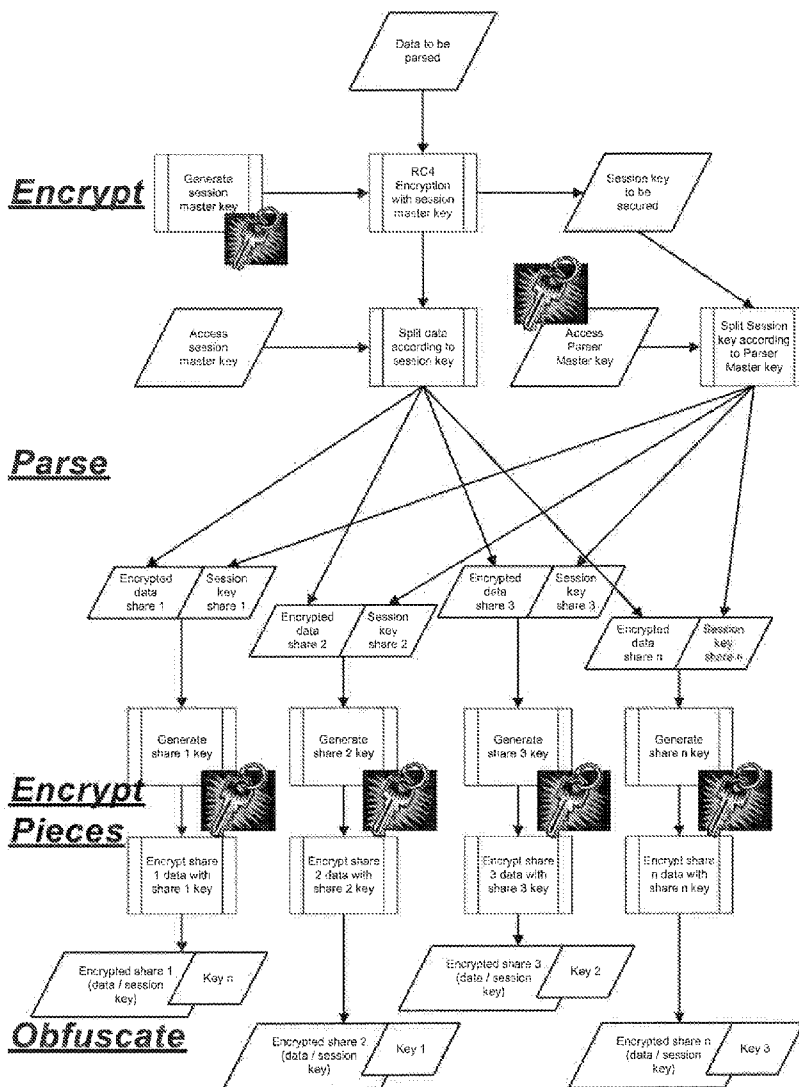 Data to be
parsed
Encrypt
Generate
session
master key
RC4
Encryption
with session
master key
Session key
to be
secured
Access
session
master key
Split data
according to
session key
Access
Parser
Master key
Split Session
key according
to Parser
Master key
Parse
Encrypted
data
share 1
Session
key
share 1
Encrypted
data
share 2
Session
key
share 2
Encrypted
data
share 3
Session
key
share 3
Encrypted
data
share n
Session
key
share n
Generate
share 1 key
Generate
share 2 key
Generate
share 3 key
Generate
share n key
Encrypt
Pieces
Encrypt share
1 data with
share 1 key
Encrypt share
2 data with
share 2 key
Encrypt share
3 data with
share 3 key
Encrypt share
n data with
share n key
Encrypted share 1
(data / session
key)
Key n
Encrypted share 3
(data / session
key)
Key 2
Obfuscate
Encrypted share 2
(data / session
key)
Key 1
Encrypted share n
(data / session
key)
Key 3